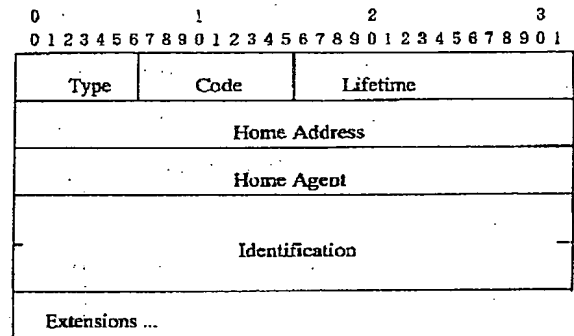 0 1 2 3
0 1 2 3 4 5 6 7 8 9 0 1 2 3 4 5 6 7 8 9 0 1 2 3 4 5 6 7 8 9 0 1
Type Code Lifetime
Home Address
Home Agent
Identification
Extensions ...